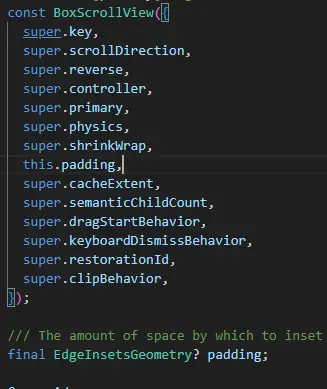 const BoxScrollView({
super.key,
super.scrollDirection,
super.reverse,
super.controller,
super.primary,
super.physics,
super.shrinkWrap,
this.padding,
super.cacheExtent,
super.semanticChildCount,
super.dragStartBehavior,
super.keyboardDismissBehavior,
super.restorationId,
super.clipBehavior,
});
/// The amount of space by which to inset
final EdgeInsetsGeometry? padding;